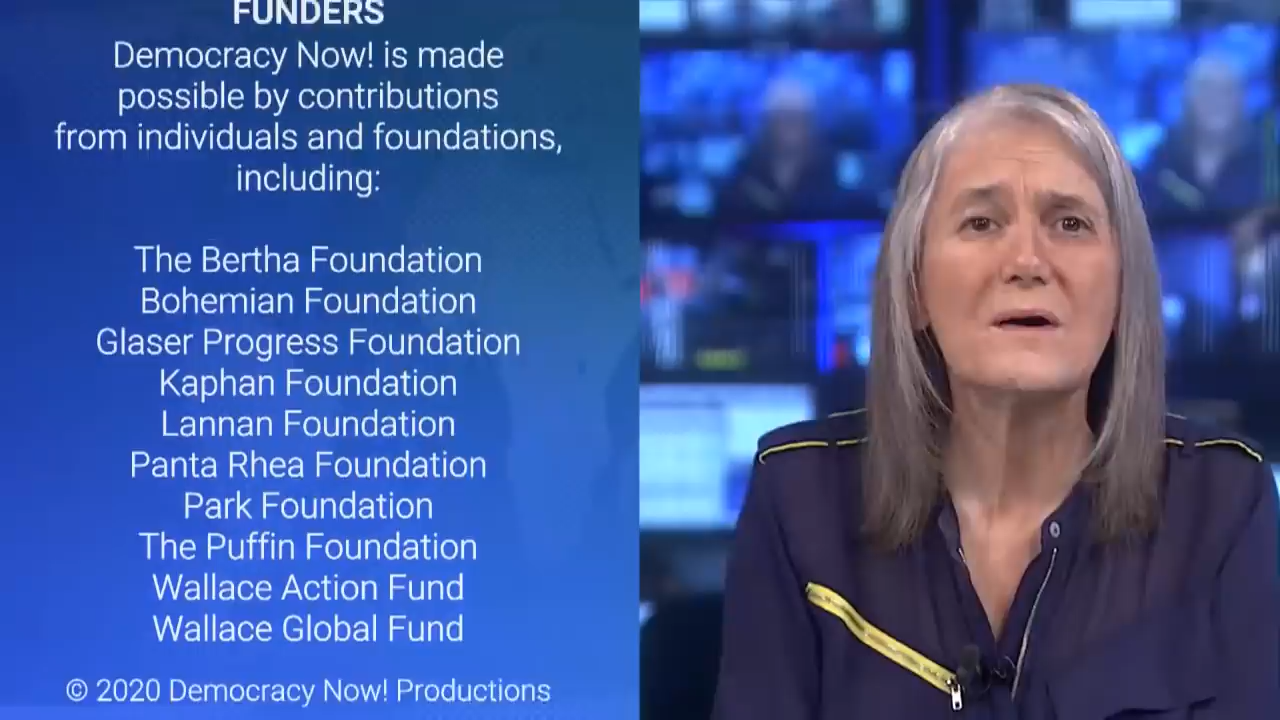 FUNDERS
Democracy Now! is made
possible by contributions
from individuals and foundations,
including:
The Bertha Foundation
Bohemian Foundation
Glaser Progress Foundation
Kaphan Foundation
Lannan Foundation
Panta Rhea Foundation
Park Foundation
The Puffin Foundation
Wallace Action Fund
Wallace Global Fund
© 2020 Democracy Now! Productions